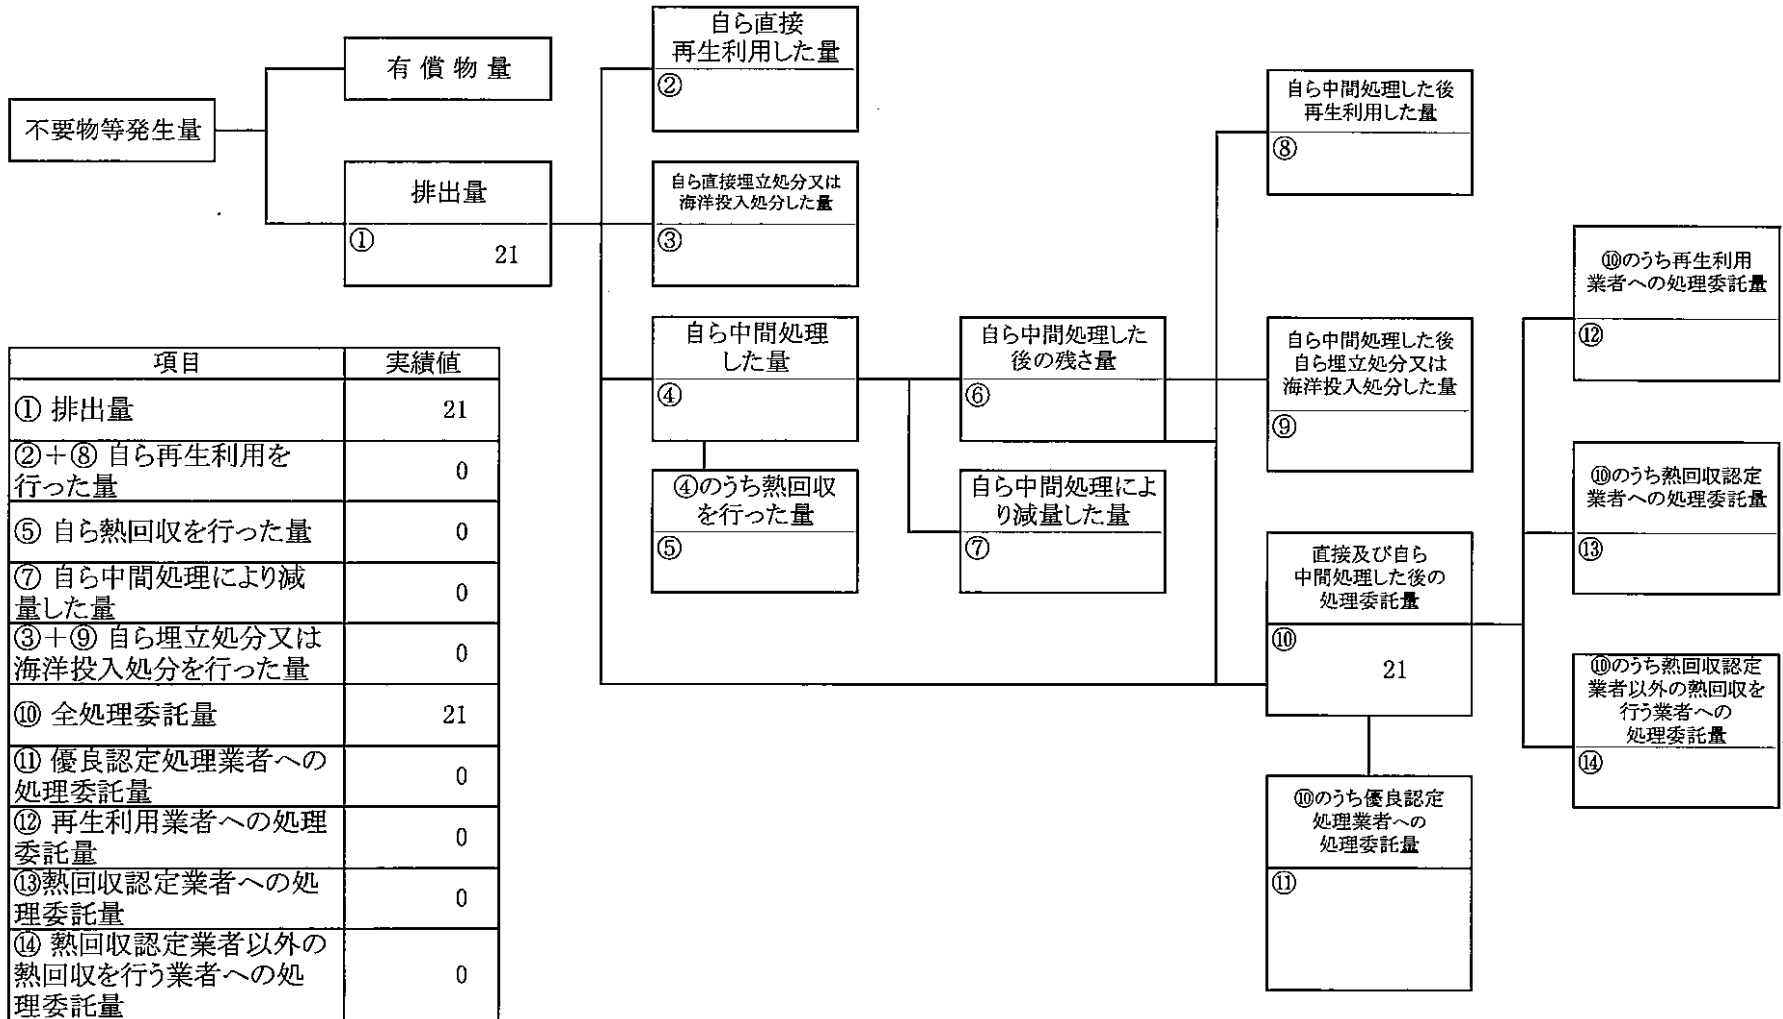 不要物等発生量
有償物量
排出量
①
21
自ら直接
再生利用した量
②
自ら直接埋立処分又は
海洋投入処分した量
③
自ら中間処理
した量
④
④のうち熱回収
を行った量
⑤
自ら中間処理した
後の残さ量
⑥
自ら中間処理によ
り減量した量
⑦
自ら中間処理した後
再生利用した量
⑧
自ら中間処理した後
自ら埋立処分又は
海洋投入処分した量
⑨
直接及び自ら
中間処理した後の
処理委託量
⑩
21
⑩のうち優良認定
処理業者への
処理委託量
⑪
⑩のうち再生利用
業者への処理委託量
⑫
⑩のうち熱回収認定
業者への処理委託量
⑬
⑩のうち熱回収認定
業者以外の熱回収を
行う業者への
処理委託量
⑭
項目 実績値
① 排出量 21
②+⑧ 自ら再生利用を
行った量 0
⑤ 自ら熱回収を行った量 0
⑦ 自ら中間処理により減
量した量 0
③+⑨ 自ら埋立処分又は
海洋投入処分を行った量 0
⑩ 全処理委託量 21
⑪ 優良認定処理業者への
処理委託量 0
⑫ 再生利用業者への処理
委託量 0
⑬熱回収認定業者への処
理委託量 0
⑭ 熱回収認定業者以外の
熱回収を行う業者への処
理委託量 0